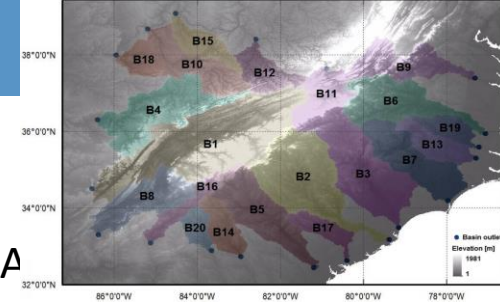 B15
38°0'0"N
B18
B10
B12
B9
B11
B6
B4
B19
36°0'0"N
B1
B13
B7
B2
B3
B16
B8
B5
34°0'0"N
B20
B14
B17
Basin outle
Elevation [m]
1981
1
A
32°0'0"N
86°0'0"W
84°0'0"W
82°0'0"W
80°0'0"W
78°0'0"W